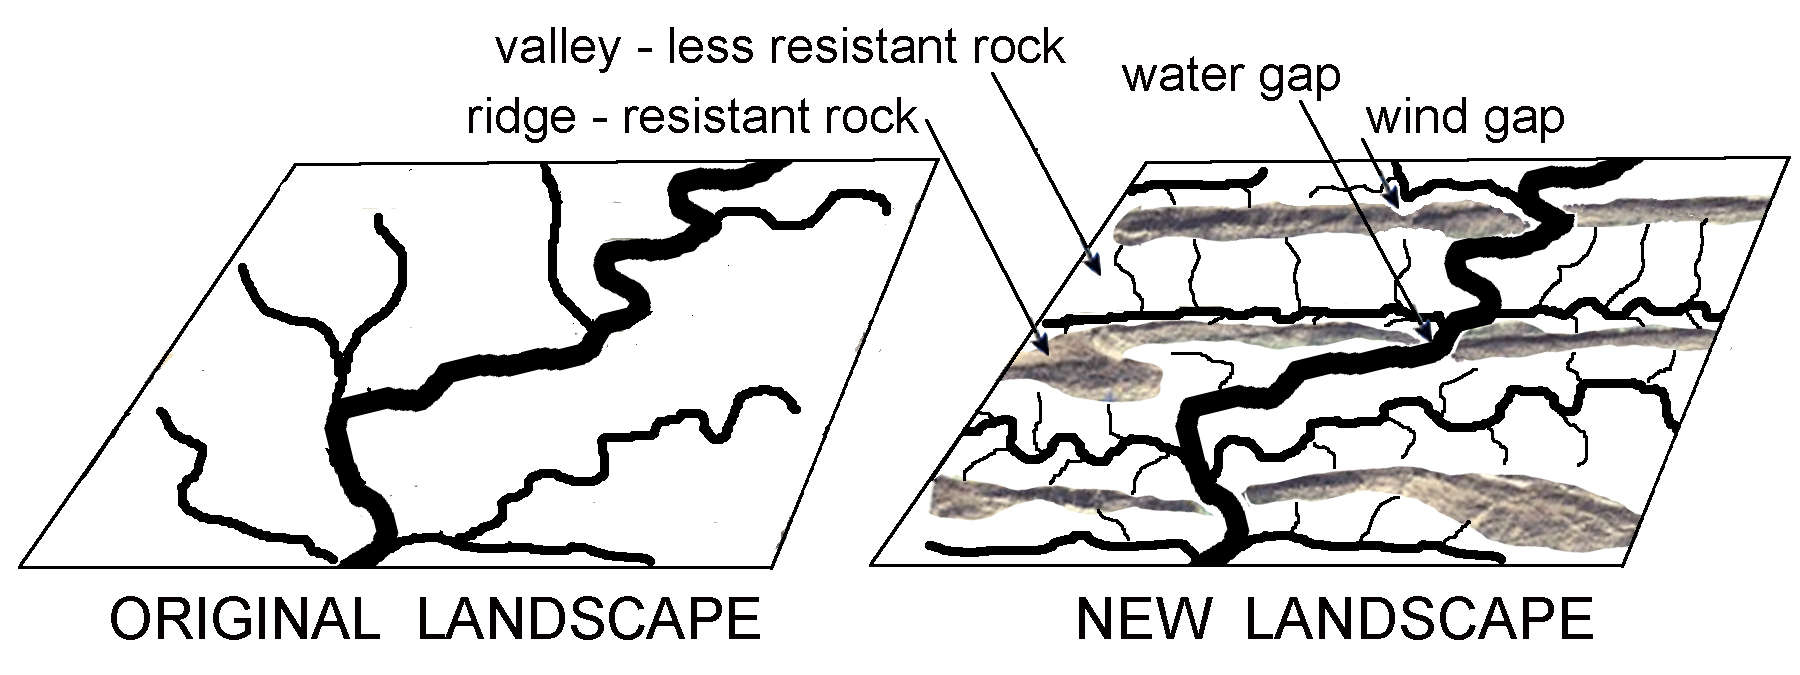 valley - less resistant rock
ridge - resistant rock
water gap
wind gap
ORIGINAL LANDSCAPE
NEW LANDSCAPE